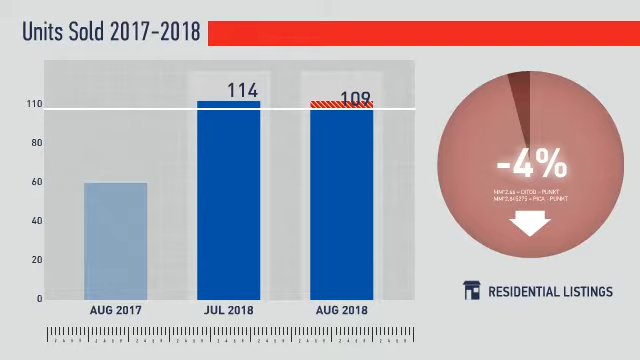 Units Sold 2017-2018
110
80
60
40
20
0
114
109
AUG 2017
JUL 2018
AUG 2018
-4%
RESIDENTIAL LISTINGS